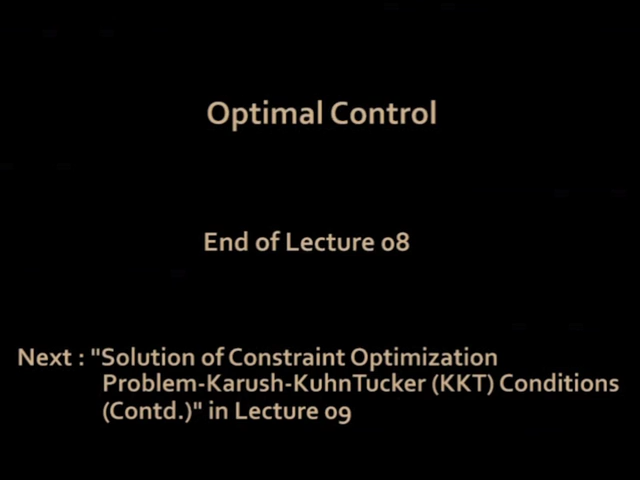 Optimal Control
End of Lecture 08
Next : "Solution of Constraint Optimization
Problem-Karush-KuhnTucker (KKT) Conditions
(Contd.)" in Lecture 09